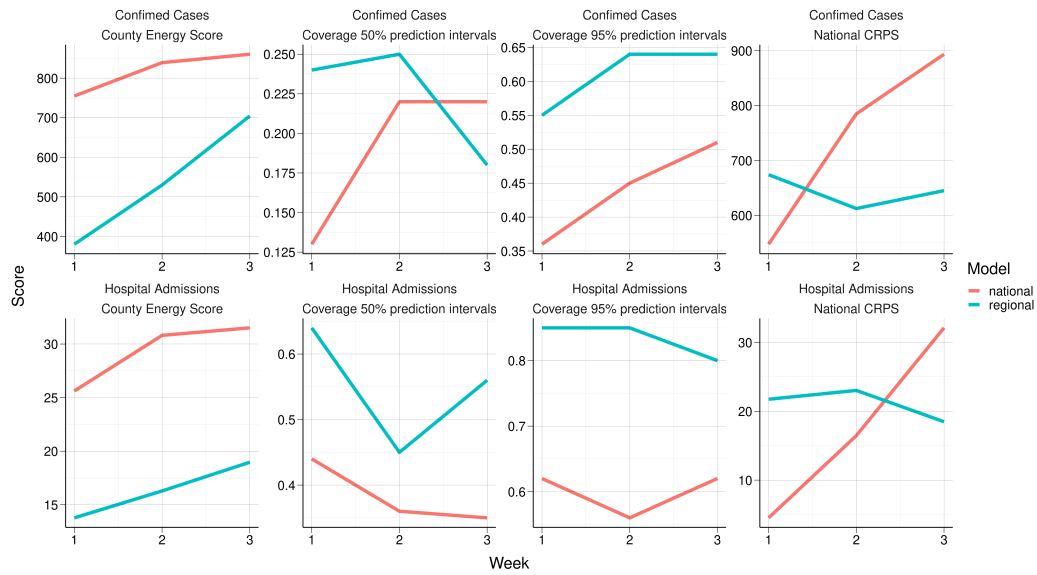 Confimed Cases
County Energy Score
800
700
600
500
400
1 2 3
Confimed Cases
Coverage 50% prediction intervals
0.250
0.225
0.200
0.175
0.150
0.125
1 2 3
Confimed Cases
Coverage 95% prediction intervals
0.65
0.60
0.55
0.50
0.45
0.40
0.35
1 2 3
Confimed Cases
National CRPS
900
800
700
600
1 2 3
Hospital Admissions
County Energy Score
30
25
20
15
1 2 3
Hospital Admissions
Coverage 50% prediction intervals
0.6
0.5
0.4
1 2 3
Hospital Admissions
Coverage 95% prediction intervals
0.8
0.7
0.6
1 2 3
Hospital Admissions
National CRPS
30
20
10
1 2 3
Score
Week
Model
national
regional